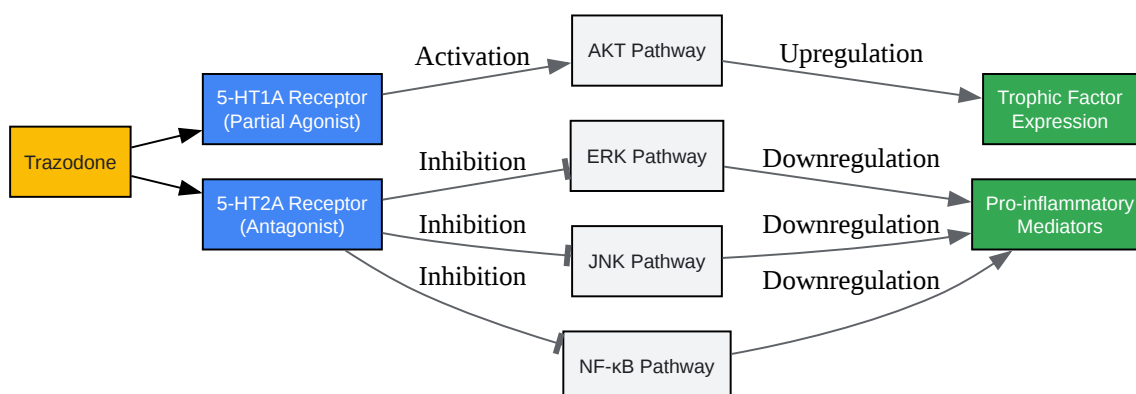 Trazodone
5-HT1A Receptor
(Partial Agonist)
5-HT2A Receptor
(Antagonist)
Activation
Inhibition
Inhibition
Inhibition
AKT Pathway
ERK Pathway
JNK Pathway
NF-κB Pathway
Upregulation
Downregulation
Downregulation
Downregulation
Trophic Factor
Expression
Pro-inflammatory
Mediators